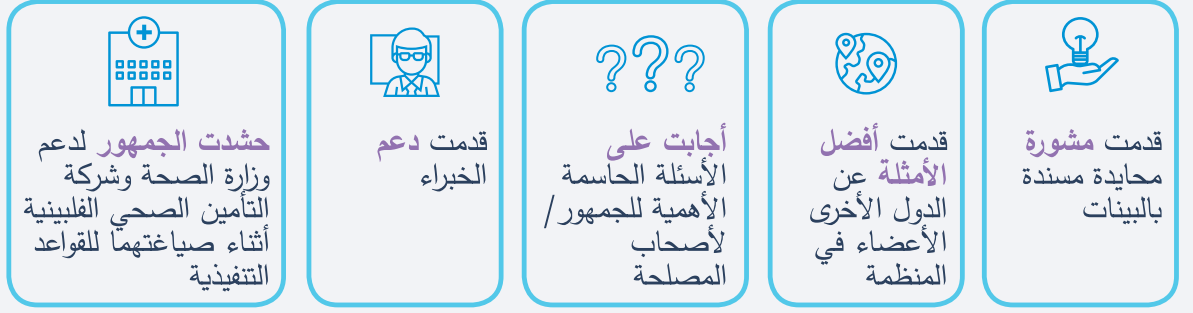 قدمت مشورة
محايدة مسندة
بالبينات
قدمت أفضل
الأمثلة عن
الدول الأخرى
الأعضاء في
المنظمة
أجابت على
الأسئلة الحاسمة
الأهمية للجمهور/
لأصحاب
المصلحة
قدمت دعم
الخبراء
حشدت الجمهور لدعم
وزارة الصحة وشركة
التأمين الصحي الفلبينية
أثناء صياغتهما للقواعد
التنفيذية